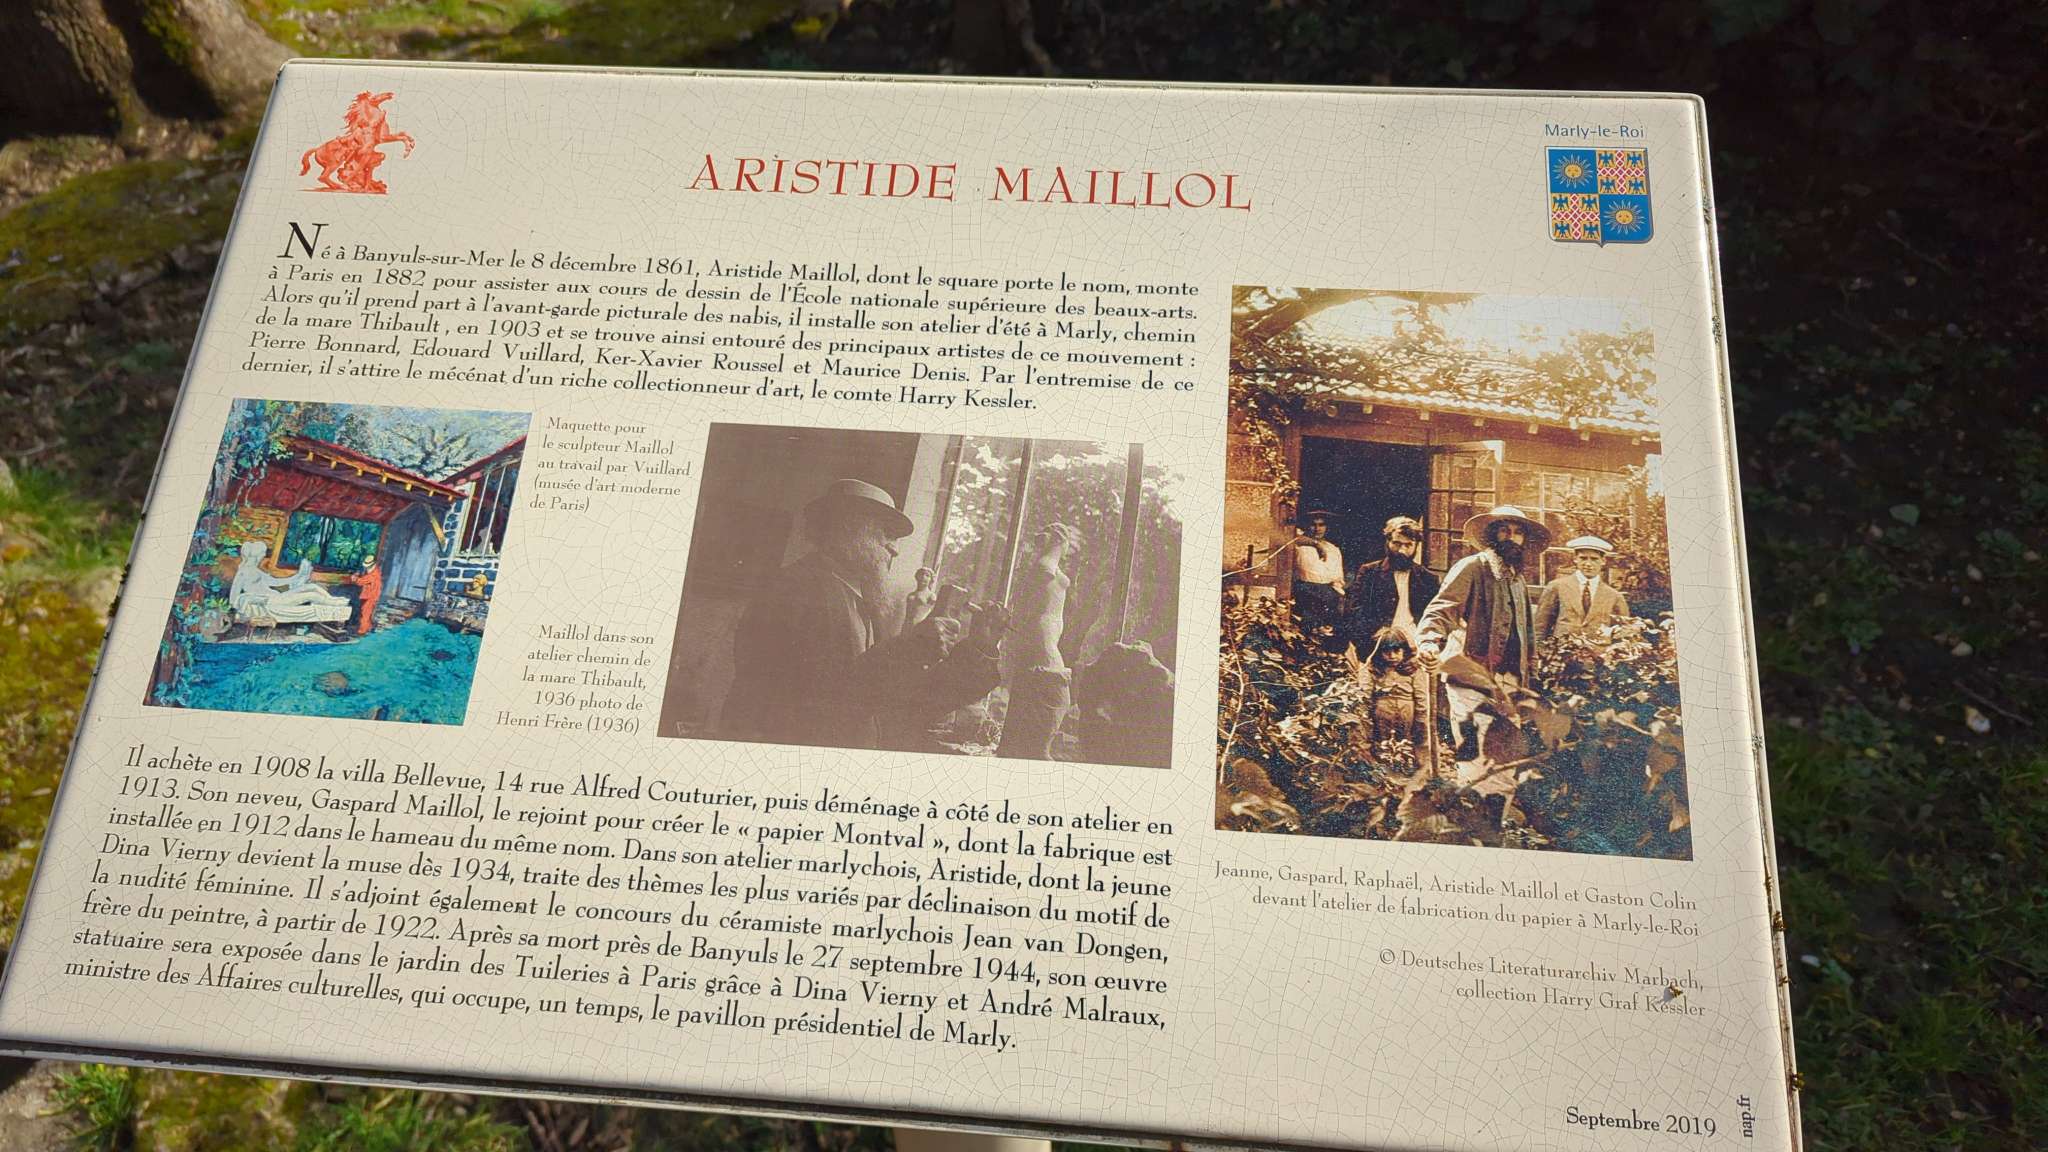 Marly-le-Roi
ARISTIDE MAILLOL
Né à Banyuls-sur-Mer le 8 décembre 1861, Aristide Maillol, dont le square porte le nom, monte
à Paris en 1882 pour assister aux cours de dessin de l'École nationale supérieure des beaux-arts.
Alors qu'il prend part à l'avant-garde picturale des nabis, il installe son atelier d'été à Marly, chemin
de la mare Thibault , en 1903 et se trouve ainsi entouré des principaux artistes de ce mouvement :
Pierre Bonnard, Edouard Vuillard, Ker-Xavier Roussel et Maurice Denis. Par l'entremise de ce
dernier, il s'attire le mécénat d'un riche collectionneur d'art, le comte Harry Kessler.
Maquette pour
le sculpteur Maillol
au travail par Vuillard
(musée d'art moderne
de Paris)
Maillol dans son
atelier chemin de
la mare Thibault,
1936 photo de
Henri Frère (1936)
Il achète en 1908 la villa Bellevue, 14 rue Alfred Couturier, puis déménage à côté de son atelier en
1913. Son neveu, Gaspard Maillol, le rejoint pour créer le « papier Montval », dont la fabrique est
installée en 1912 dans le hameau du même nom. Dans son atelier marlychois, Aristide, dont la jeune
Dina Vierny devient la muse dès 1934, traite des thèmes les plus variés par déclinaison du motif de
la nudité féminine. Il s'adjoint également le concours du céramiste marlychois Jean van Dongen,
frère du peintre, à partir de 1922. Après sa mort près de Banyuls le 27 septembre 1944, son œuvre
statuaire sera exposée dans le jardin des Tuileries à Paris grâce à Dina Vierny et André Malraux,
ministre des Affaires culturelles, qui occupe, un temps, le pavillon présidentiel de Marly.
Jeanne, Gaspard, Raphaël, Aristide Maillol et Gaston Colin
devant l'atelier de fabrication du papier à Marly-le-Roi
© Deutsches Literaturarchiv Marbach,
collection Harry Graf Kessler
Septembre 2019
nap.fr